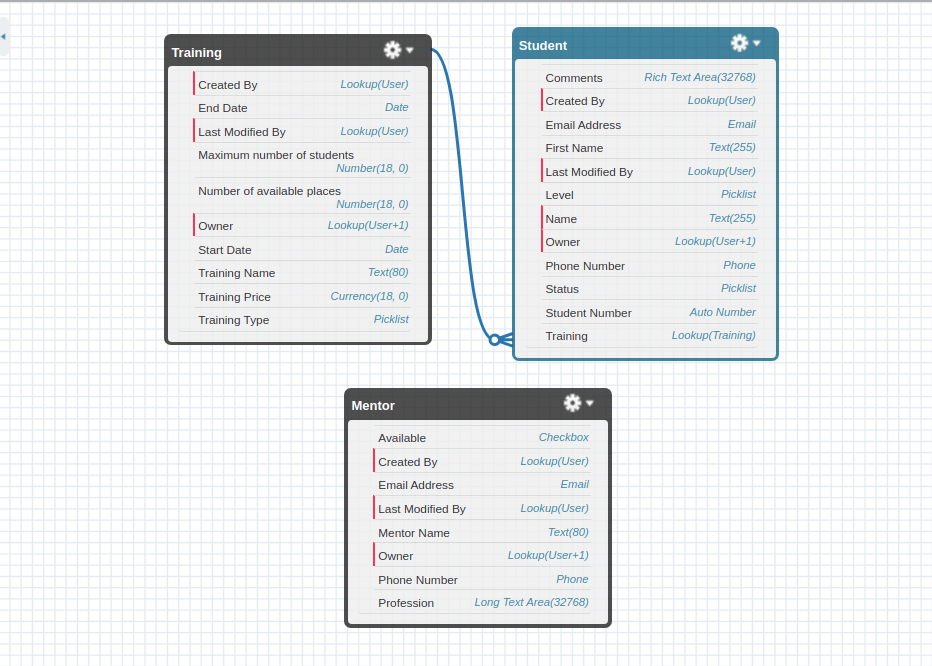 Training
Created By Lookup(User)
End Date Date
Last Modified By Lookup(User)
Maximum number of students
Number(18, 0)
Number of available places
Number(18, 0)
Owner Lookup(User+1)
Start Date Date
Training Name Text(80)
Training Price Currency(18, 0)
Training Type Picklist
Student
Comments Rich Text Area(32768)
Created By Lookup(User)
Email Address Email
First Name Text(255)
Last Modified By Lookup(User)
Level Picklist
Name Text(255)
Owner Lookup(User+1)
Phone Number Phone
Status Picklist
Student Number Auto Number
Training Lookup(Training)
Mentor
Available Checkbox
Created By Lookup(User)
Email Address Email
Last Modified By Lookup(User)
Mentor Name Text(80)
Owner Lookup(User+1)
Phone Number Phone
Profession Long Text Area(32768)